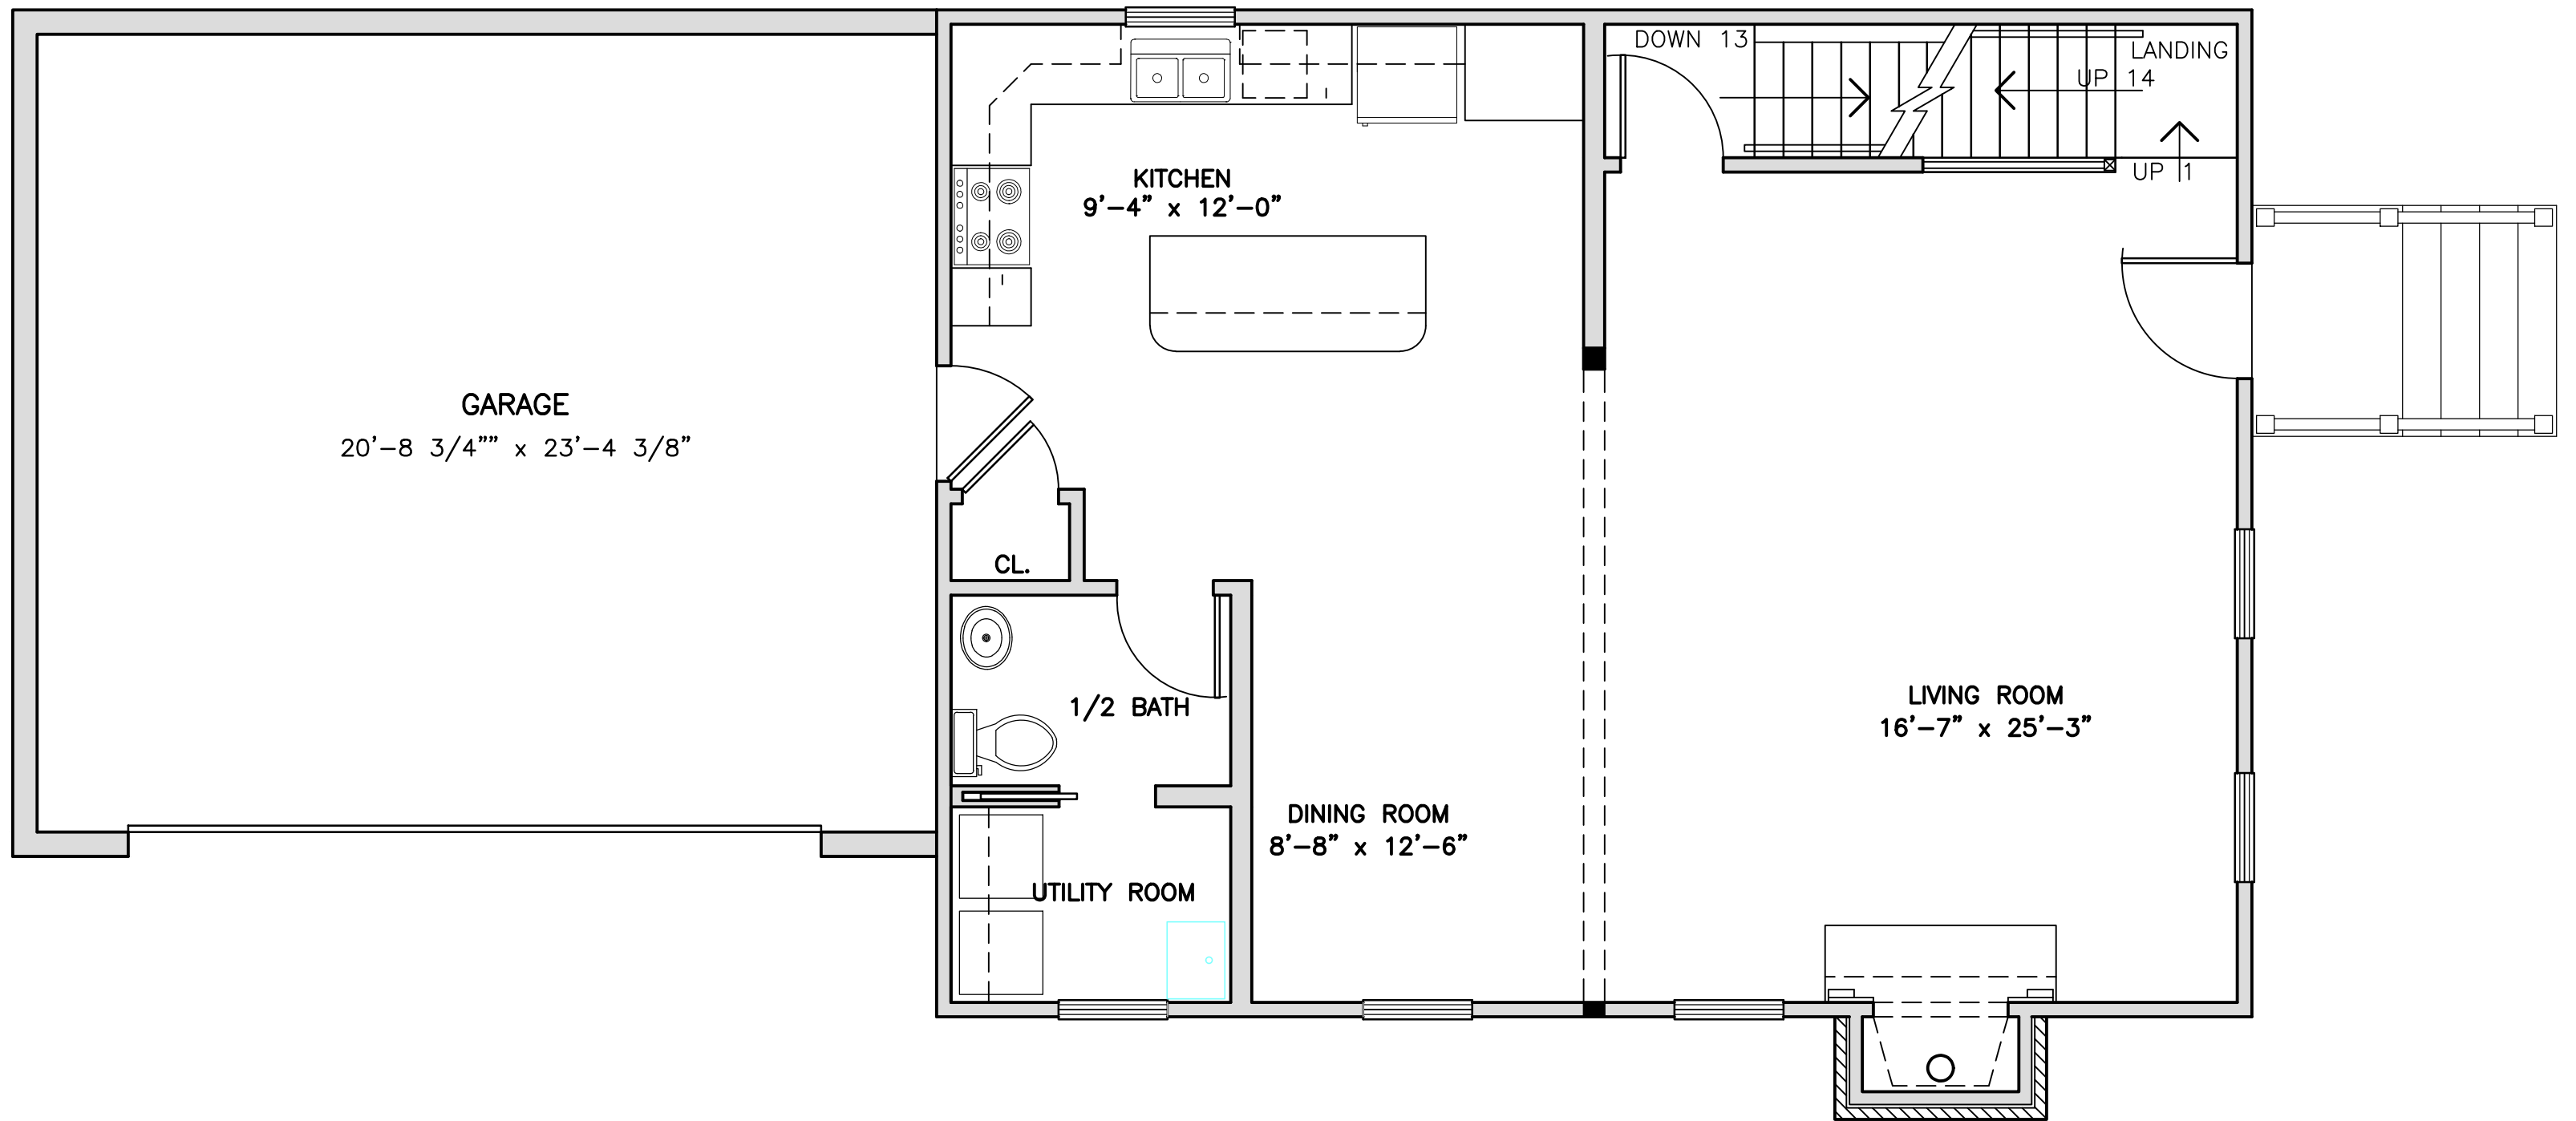 DOWN 13
LANDING
UP 14
UP 1
KITCHEN
9'-4" x 12'-0"
GARAGE
20'-8 3/4"" x 23'-4 3/8"
CL.
1/2 BATH
LIVING ROOM
16'-7" x 25'-3"
DINING ROOM
8'-8" x 12'-6"
UTILITY ROOM